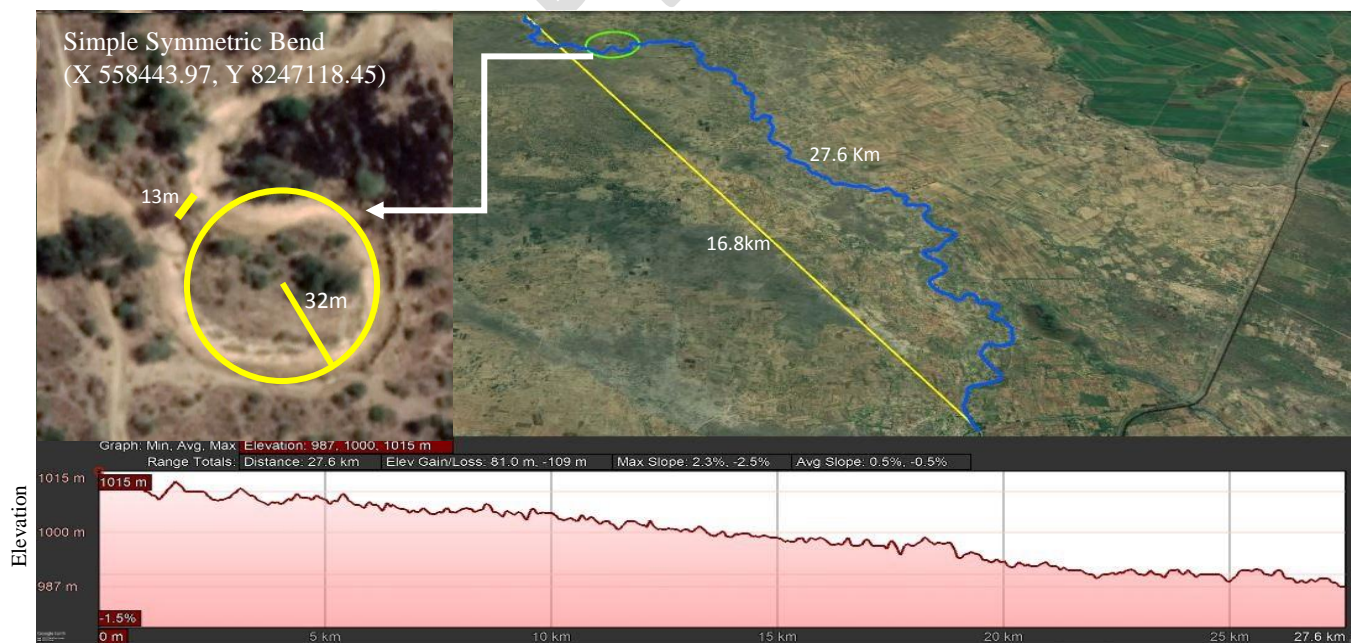 Simple Symmetric Bend
(X 558443.97, Y 8247118.45)
13m
32m
27.6 Km
16.8km
Graph: Min, Avg, Max Elevation: 987, 1000, 1015 m
Range Totals: Distance: 27.6 km Elev Gain/Loss: 81.0 m, -109 m Max Slope: 2.3%, -2.5% Avg Slope: 0.5%, -0.5%
Elevation
1015 m
1015 m
1000 m
987 m
-1.5%
0 m 5 km 10 km 15 km 20 km 25 km 27.6 km